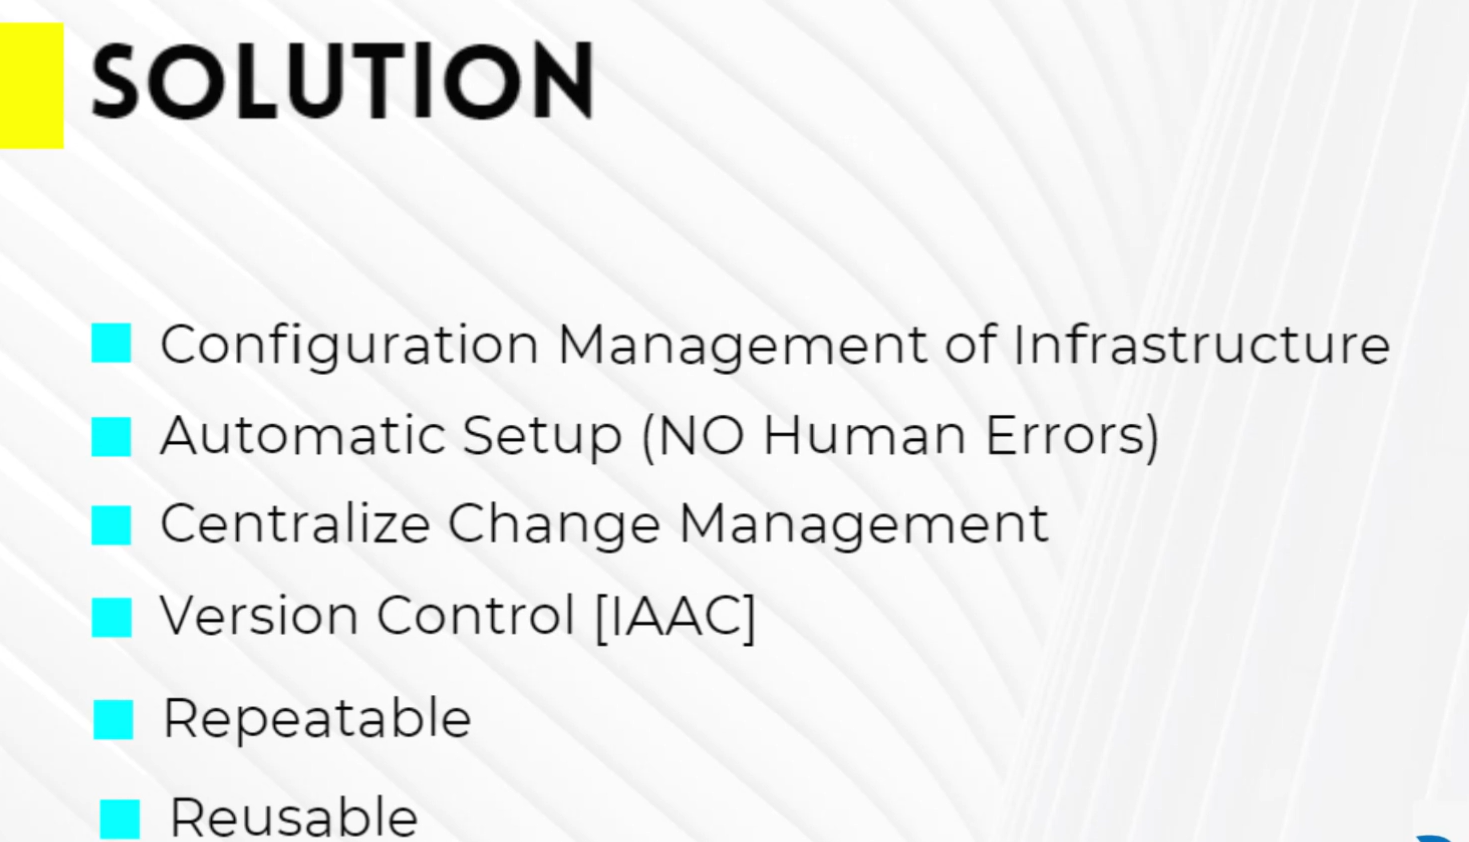 SOLUTION
Configuration Management of Infrastructure
Automatic Setup (NO Human Errors)
Centralize Change Management
Version Control [IAAC]
Repeatable
Reusable